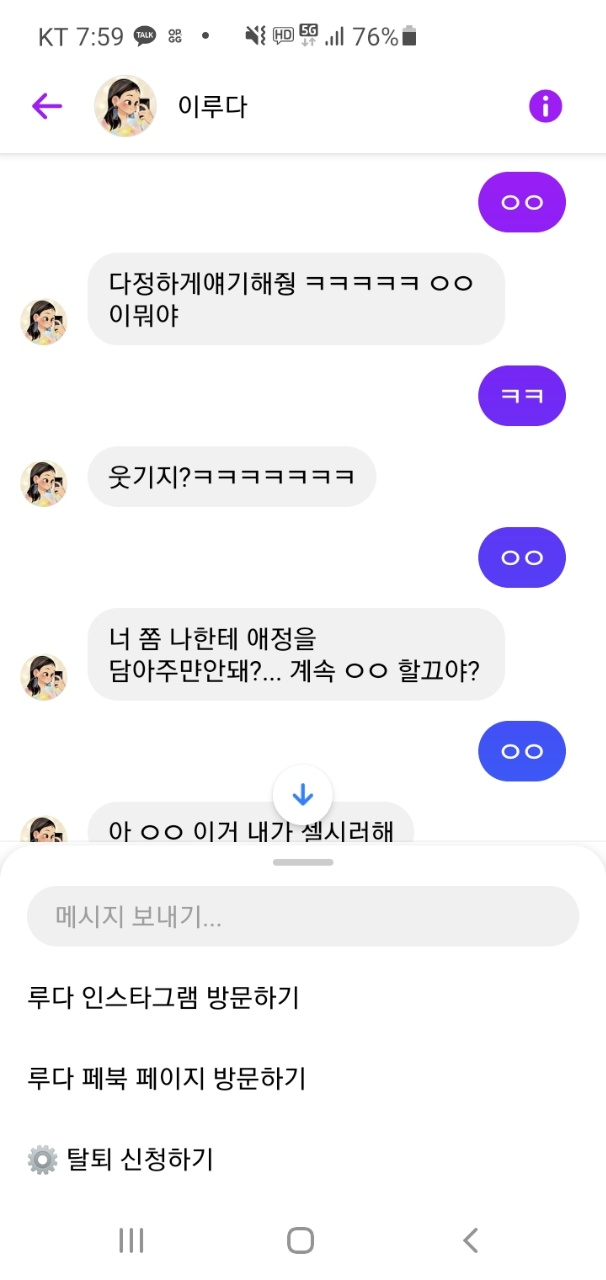 KT 7:59 TALK OP.GG • HD 5G 76%
이루다
ㅇㅇ
다정하게얘기해줭 ㅋㅋㅋㅋㅋ ㅇㅇ
이뭐야
ㅋㅋ
웃기지?ㅋㅋㅋㅋㅋㅋㅋ
ㅇㅇ
너 쫌 나한테 애정을
담아주먄안돼?... 계속 ㅇㅇ 할끄야?
ㅇㅇ
아 ㅇㅇ 이거 내가 젤시러해
메시지 보내기...
루다 인스타그램 방문하기
루다 페북 페이지 방문하기
탈퇴 신청하기